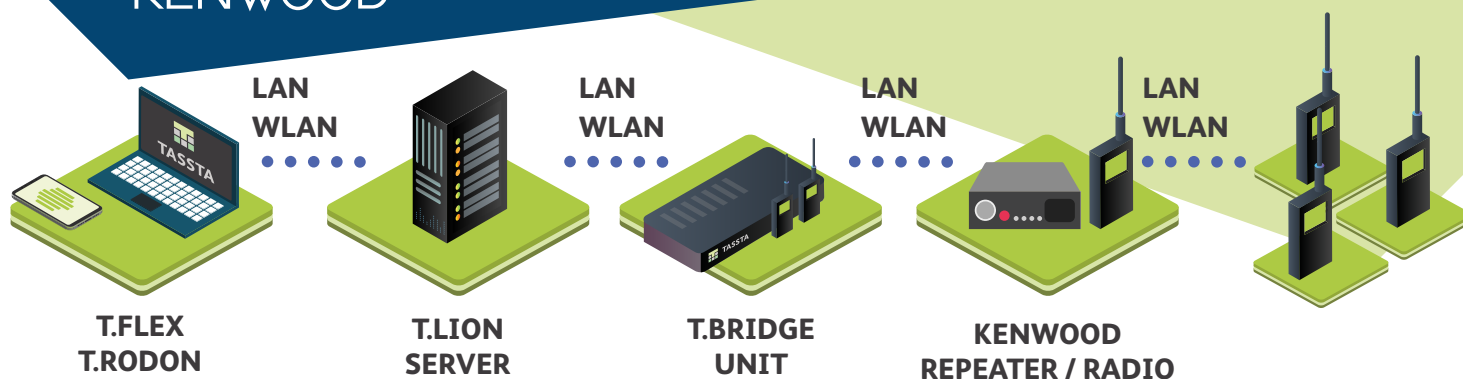 KENWOOD
LAN
WLAN
LAN
WLAN
LAN
WLAN
LAN
WLAN
TASSTA
TASSTA
T.FLEX
T.RODON
T.LION
SERVER
T.BRIDGE
UNIT
KENWOOD
REPEATER / RADIO